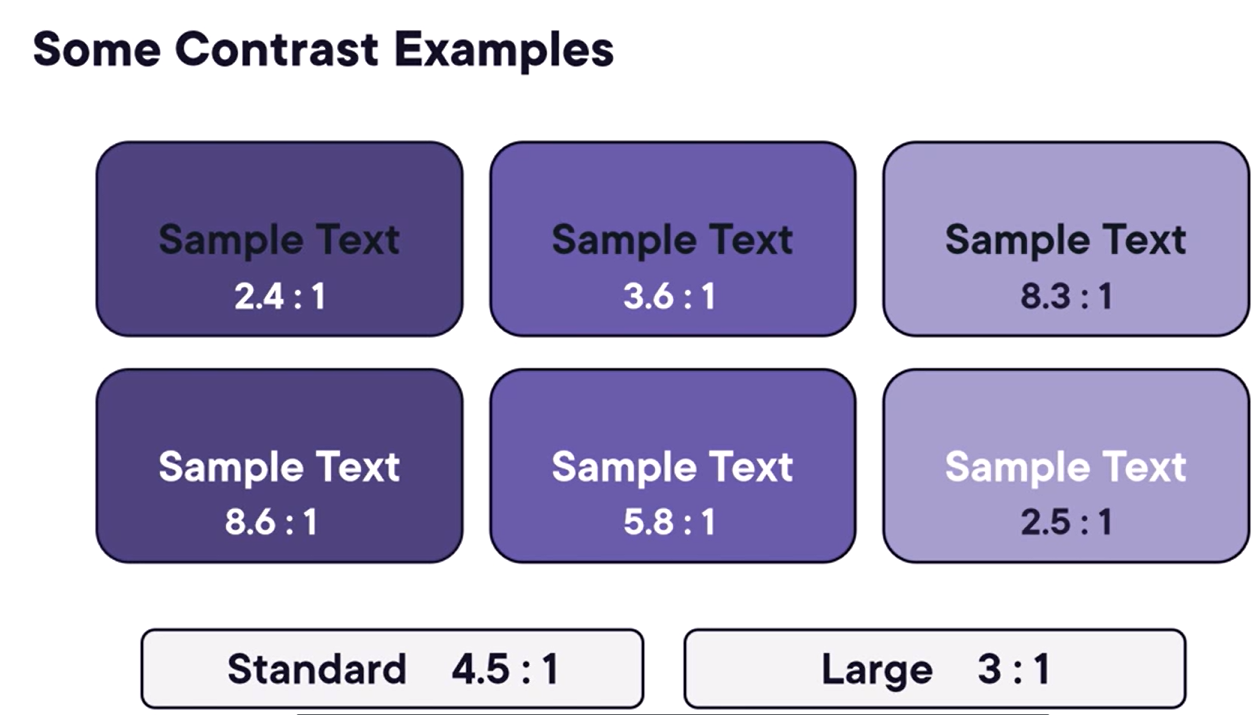 Some Contrast Examples
Sample Text
2.4 : 1
Sample Text
3.6 : 1
Sample Text
8.3 : 1
Sample Text
8.6 : 1
Sample Text
5.8 : 1
Sample Text
2.5 : 1
Standard 4.5 : 1
Large 3 : 1